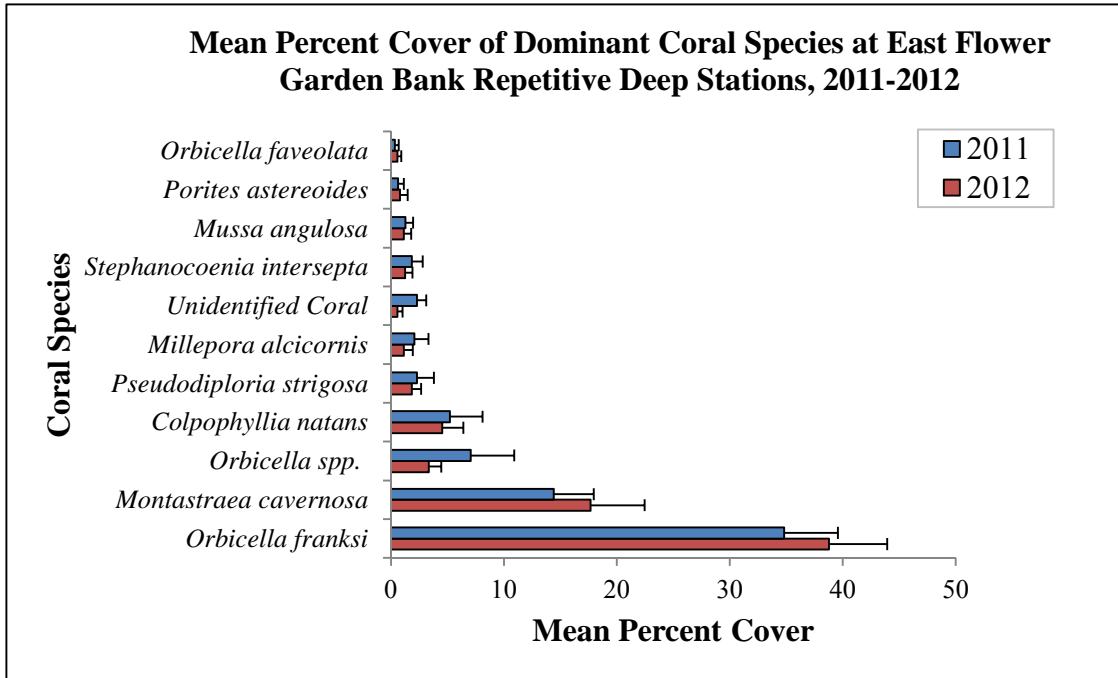 Mean Percent Cover of Dominant Coral Species at East Flower
Garden Bank Repetitive Deep Stations, 2011-2012
2011
2012
Coral Species
Orbicella faveolata
Porites astereoides
Mussa angulosa
Stephanocoenia intersepta
Unidentified Coral
Millepora alcicornis
Pseudodiploria strigosa
Colpophyllia natans
Orbicella spp.
Montastraea cavernosa
Orbicella franksi
0 10 20 30 40 50
Mean Percent Cover